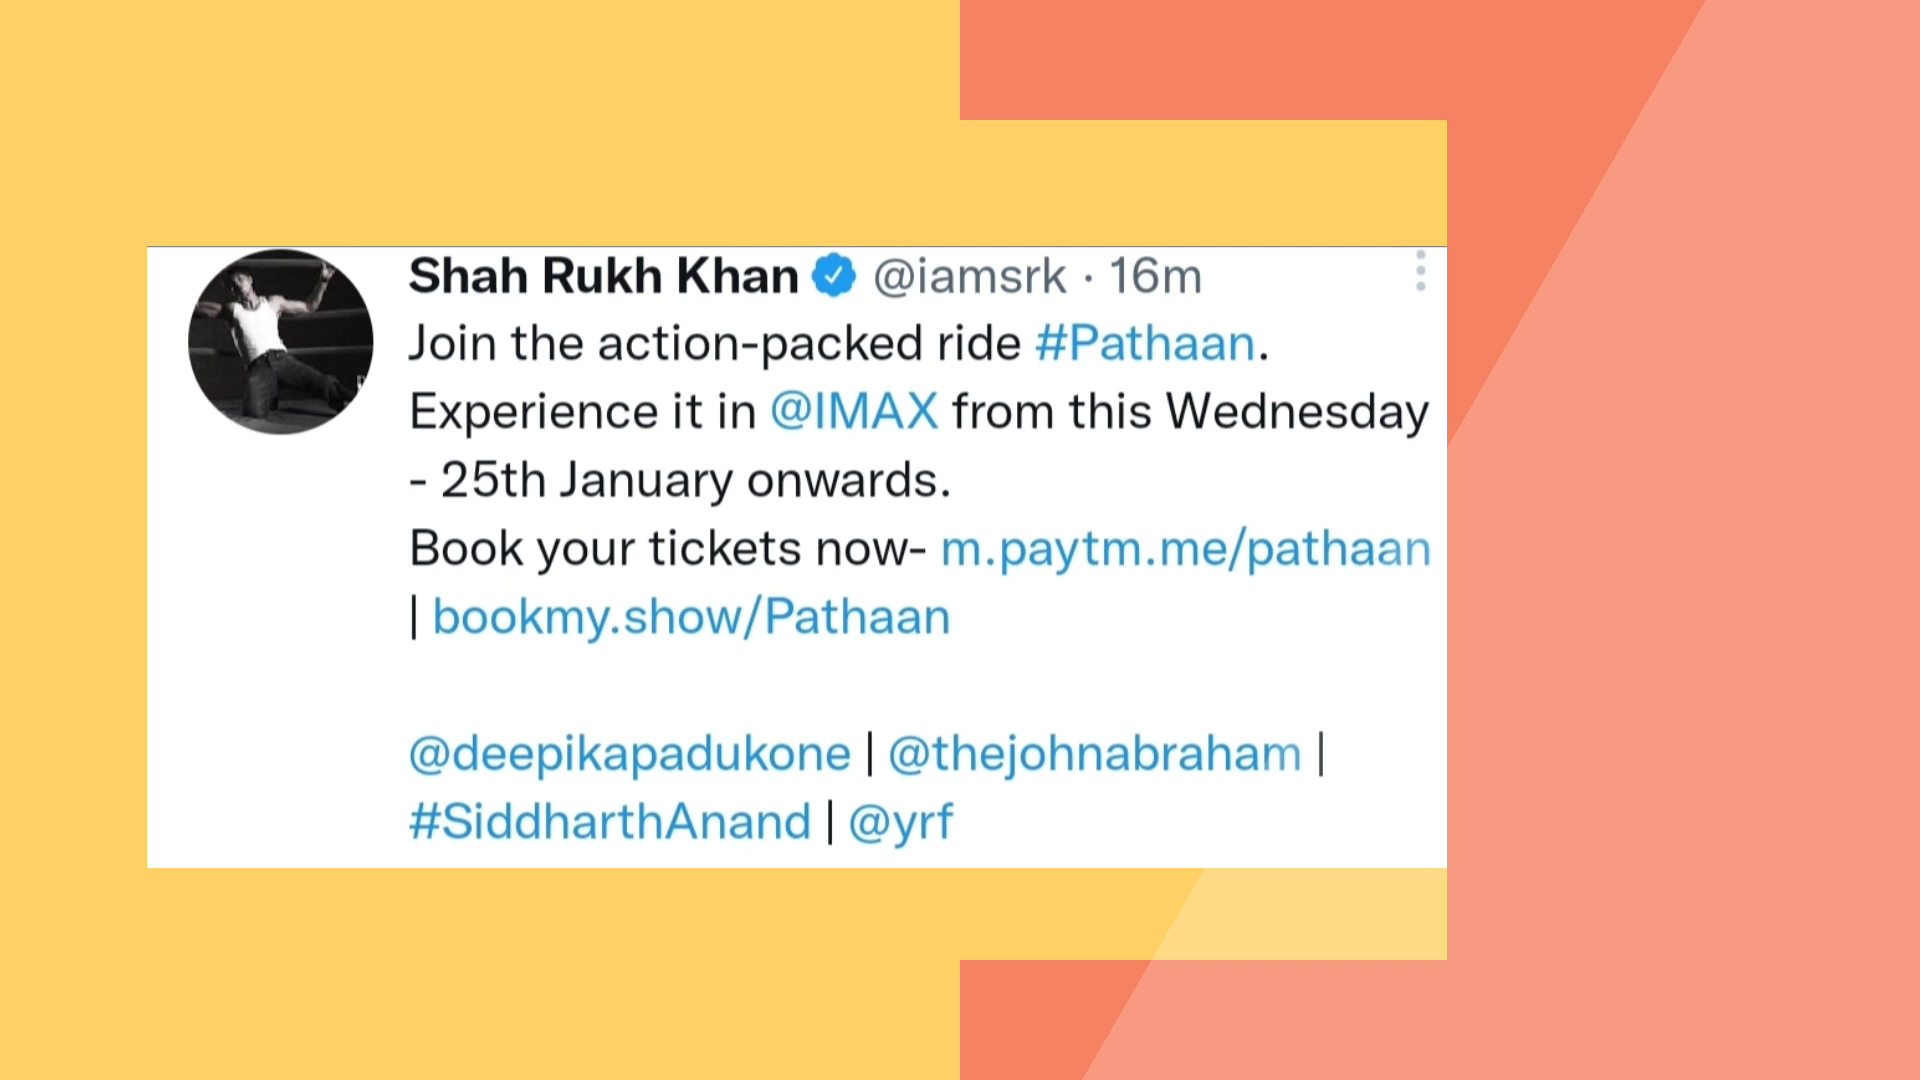 Shah Rukh Khan @iamsrk · 16m
Join the action-packed ride #Pathaan.
Experience it in @IMAX from this Wednesday
- 25th January onwards.
Book your tickets now- m.paytm.me/pathaan
| bookmy.show/Pathaan
@deepikapadukone | @thejohnabraham |
#SiddharthAnand | @yrf